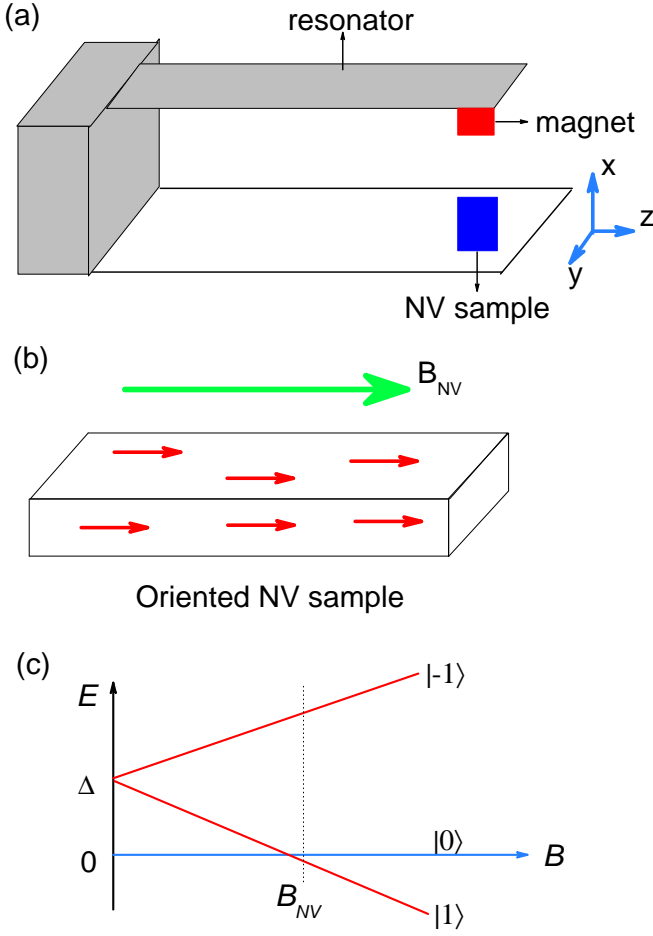 (a)
resonator
magnet
x
z
y
NV sample
(b)
B_NV
Oriented NV sample
(c)
E
|-1⟩
Δ
|0⟩
0
B
B_NV
|1⟩